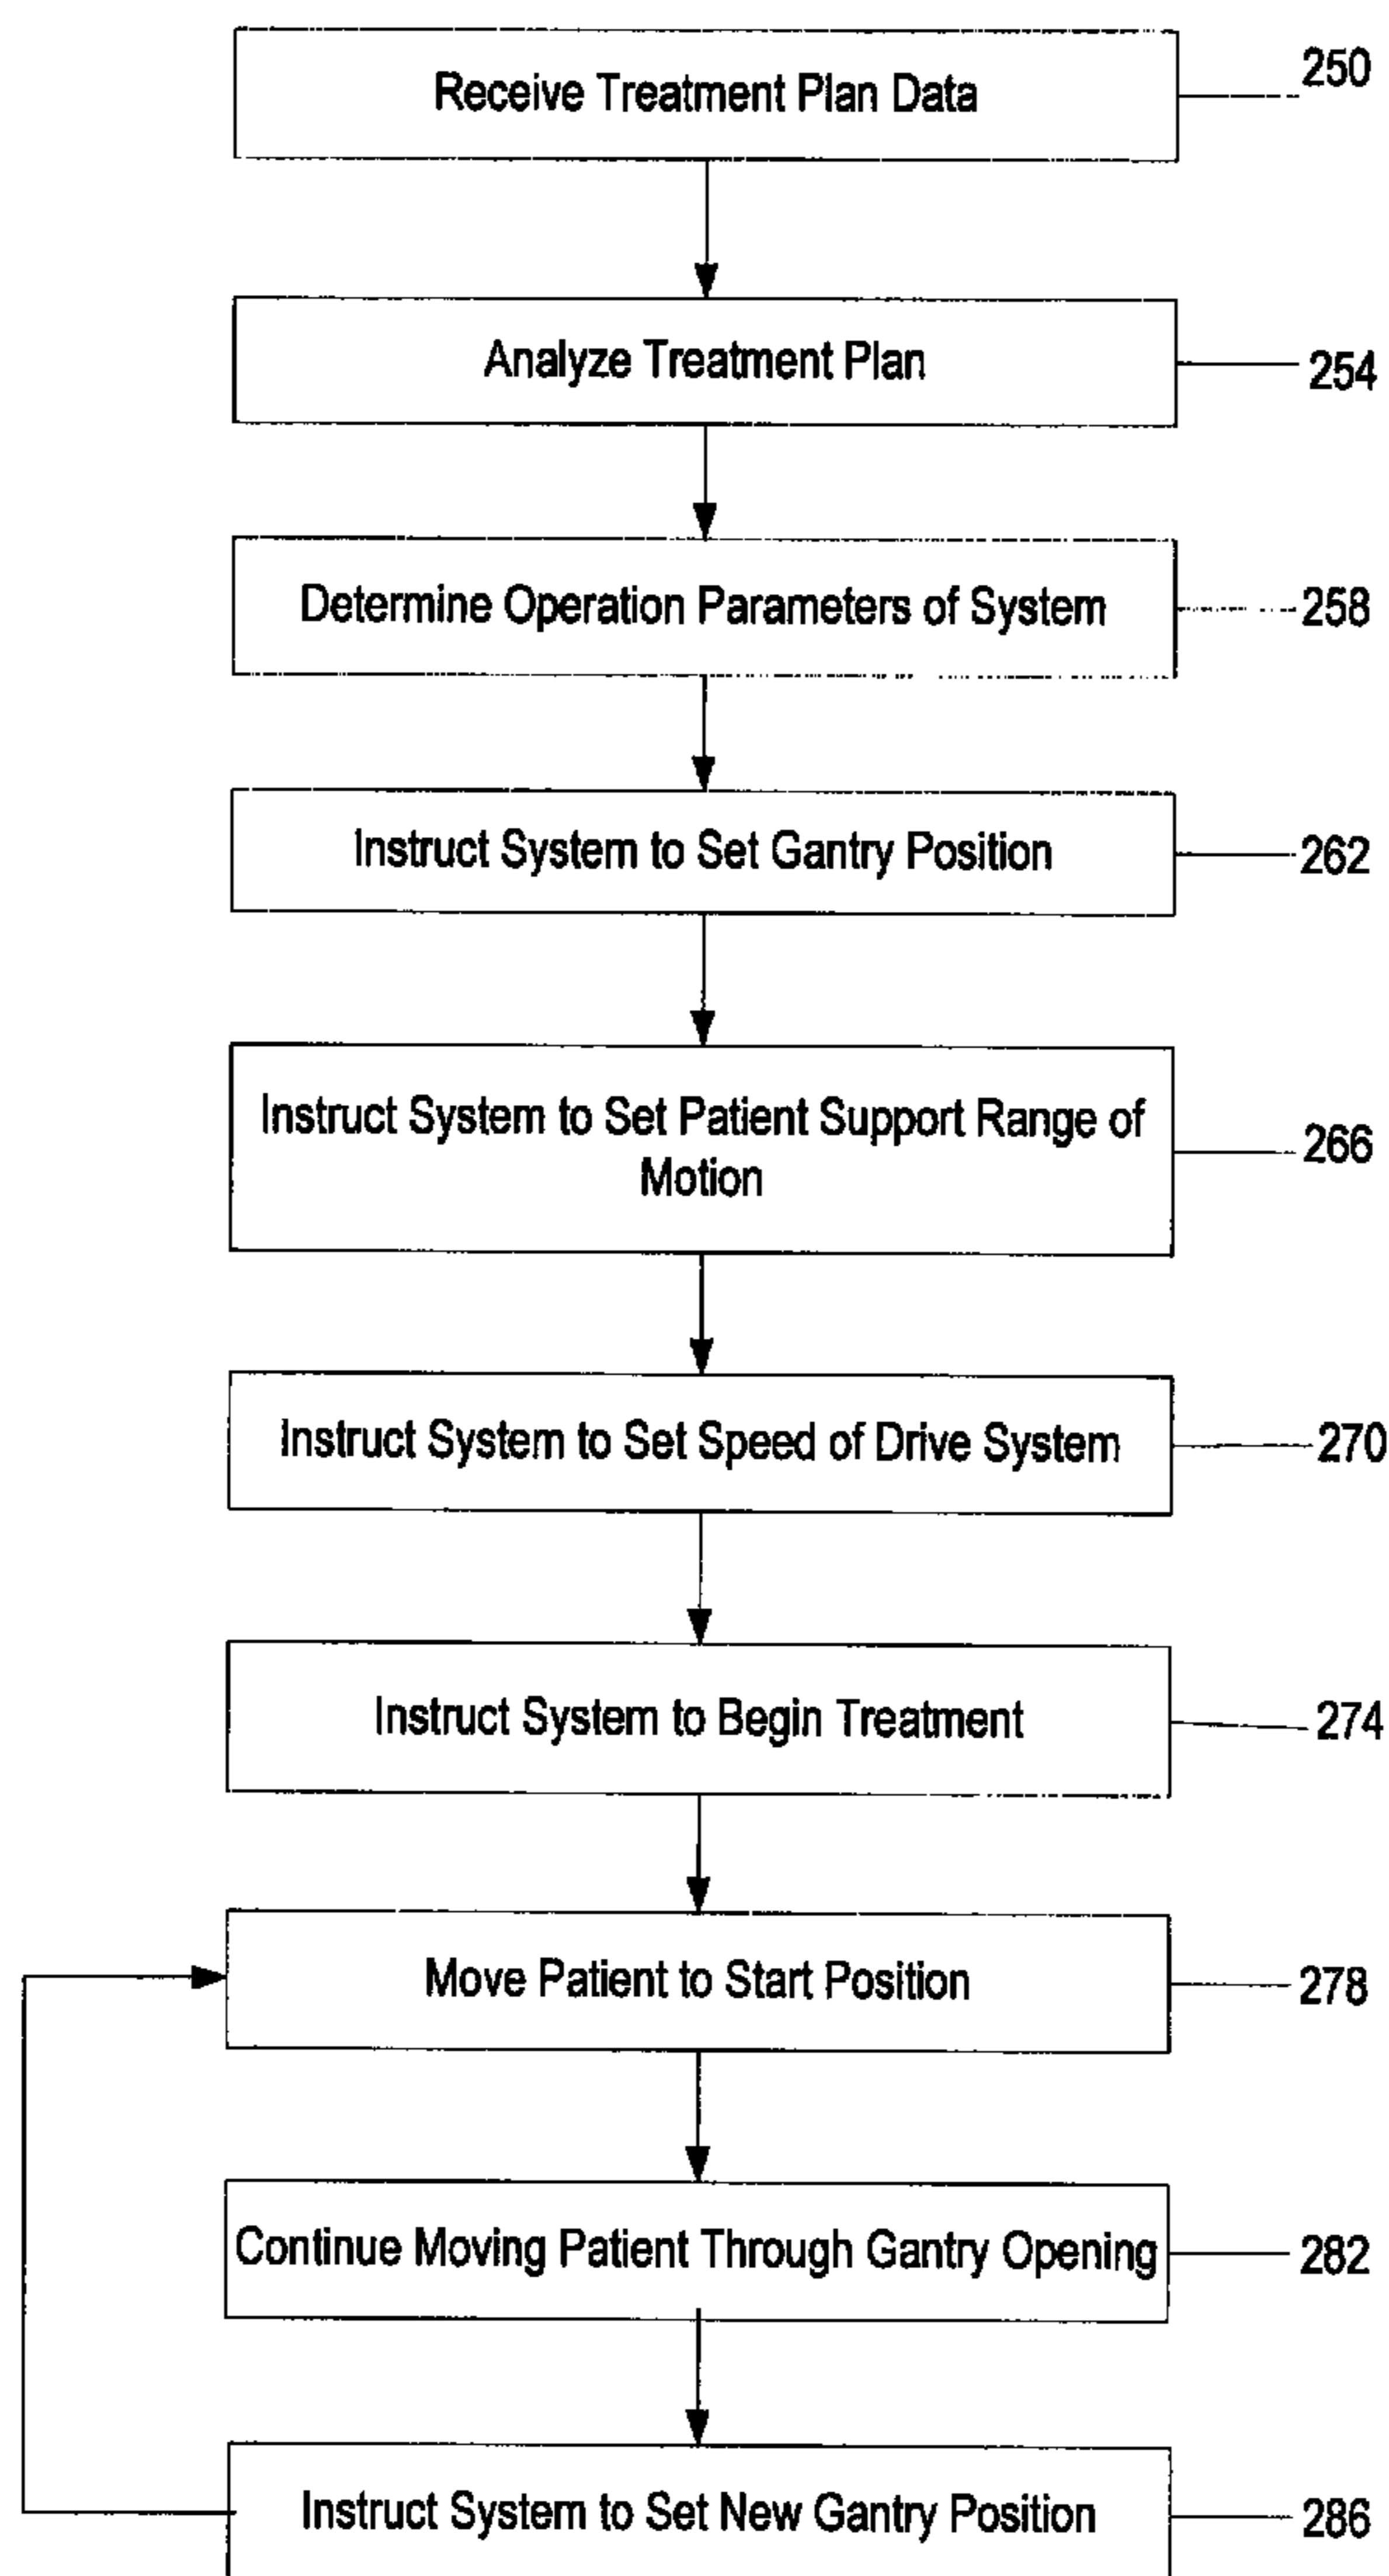 Receive Treatment Plan Data
250
Analyze Treatment Plan
254
Determine Operation Parameters of System
258
Instruct System to Set Gantry Position
262
Instruct System to Set Patient Support Range of
Motion
266
Instruct System to Set Speed of Drive System
270
Instruct System to Begin Treatment
274
Move Patient to Start Position
278
Continue Moving Patient Through Gantry Opening
282
Instruct System to Set New Gantry Position
286